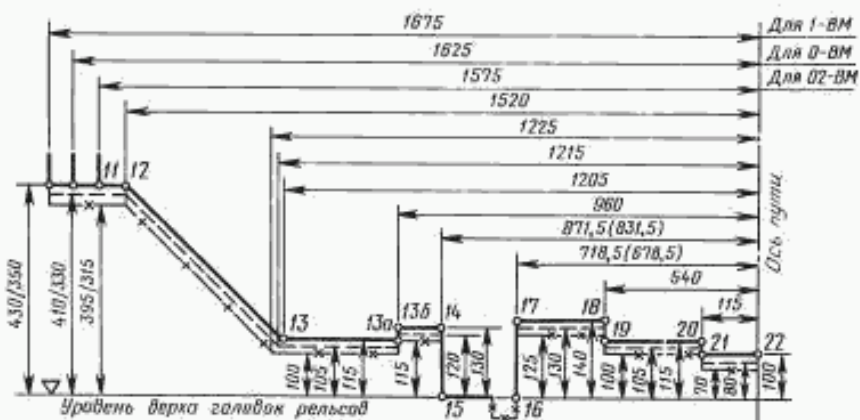 1675
Для 1-ВМ
1625
Для 0-ВМ
1575
Для 02-ВМ
1520
1225
1215
1205
960
871,5(831,5)
718,5(678,5)
540
115
Ось пути
11 12
430/350
410/330
395/315
13 13а 13б 14
17 18
19 20 21 22
100 105 115
115
120 130
125 130 140
100 105 115
70 80 100
15 16
Уровень верха головок рельсов